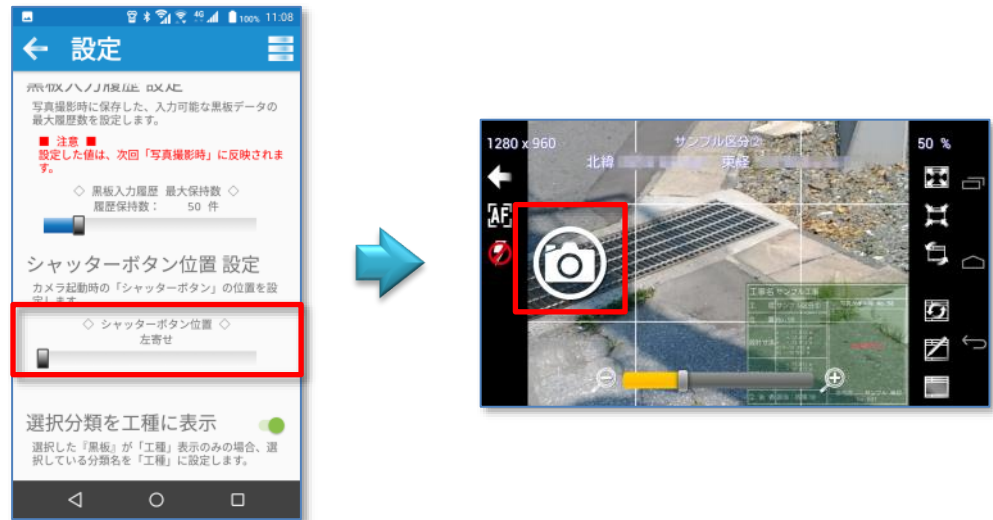 4G 100% 11:08
設定
黒板入力履歴 設定
写真撮影時に保存した、入力可能な黒板データの
最大履歴数を設定します。
■ 注意 ■
設定した値は、次回「写真撮影時」に反映されま
す。
◇ 黒板入力履歴 最大保持数 ◇
履歴保持数： 50 件
シャッターボタン位置 設定
カメラ起動時の「シャッターボタン」の位置を設
定します
◇ シャッターボタン位置 ◇
左寄せ
選択分類を工種に表示
選択した『黒板』が「工種」表示のみの場合、選
択している分類名を「工種」に設定します。
1280 x 960
サンプル区分②
50 %
北緯 東経
AF
工事名 サンプル工事